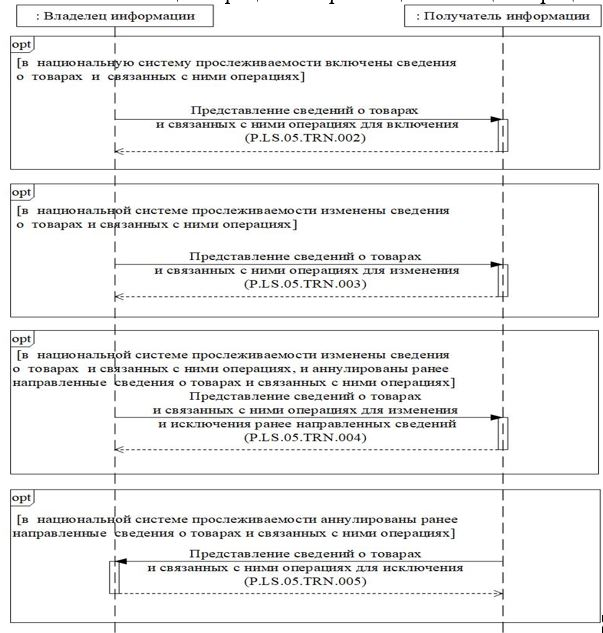 : Владелец информации
: Получатель информации
opt
[в национальную систему прослеживаемости включены сведения
о товарах и связанных с ними операциях]
Представление сведений о товарах
и связанных с ними операциях для включения
(P.LS.05.TRN.002)
opt
[в национальной системе прослеживаемости изменены сведения
о товарах и связанных с ними операциях]
Представление сведений о товарах
и связанных с ними операциях для изменения
(P.LS.05.TRN.003)
opt
[в национальной системе прослеживаемости изменены сведения
о товарах и связанных с ними операциях, и аннулированы ранее
направленные сведения о товарах и связанных с ними операциях]
Представление сведений о товарах
и связанных с ними операциях для изменения
и исключения ранее направленных сведений
(P.LS.05.TRN.004)
opt
[в национальной системе прослеживаемости аннулированы ранее
направленные сведения о товарах и связанных с ними операциях]
Представление сведений о товарах
и связанных с ними операциях для исключения
(P.LS.05.TRN.005)